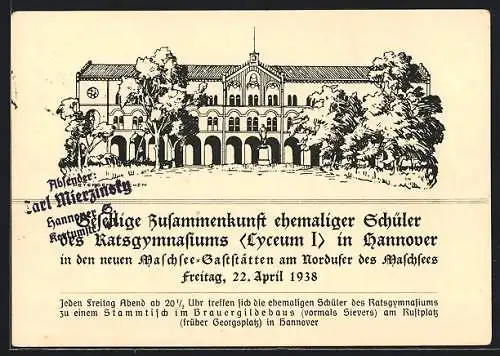 Absender:
Carl Mierzinsky
Hannover S.
Gesellige Zusammenkunft ehemaliger Schüler
des Ratsgymnasiums (Lyceum I) in Hannover
in den neuen Maschsee-Gaststätten am Nordufer des Maschsees
Freitag, 22. April 1938
Jeden Freitag Abend ab 20½ Uhr treffen sich die ehemaligen Schüler des Ratsgymnasiums
zu einem Stammtisch im Brauergildehaus (vormals Sievers) am Rustplatz
(früher Georgsplatz) in Hannover